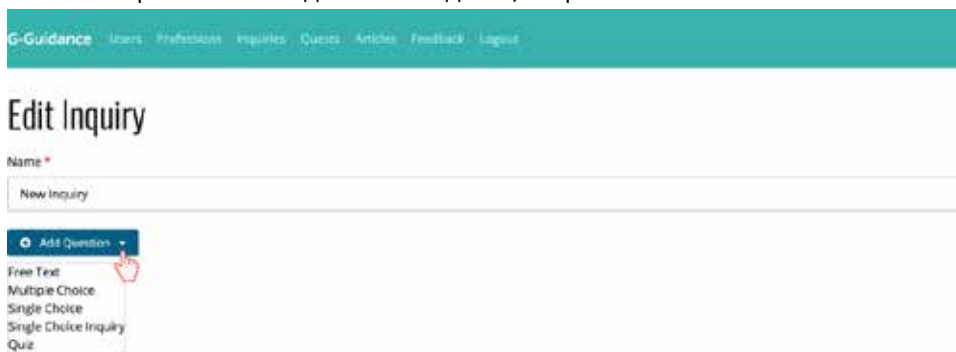 G-Guidance Users Professions Inquiries Quests Articles Feedback Logout
Edit Inquiry
Name *
New Inquiry
Add Question
Free Text
Multiple Choice
Single Choice
Single Choice Inquiry
Quiz